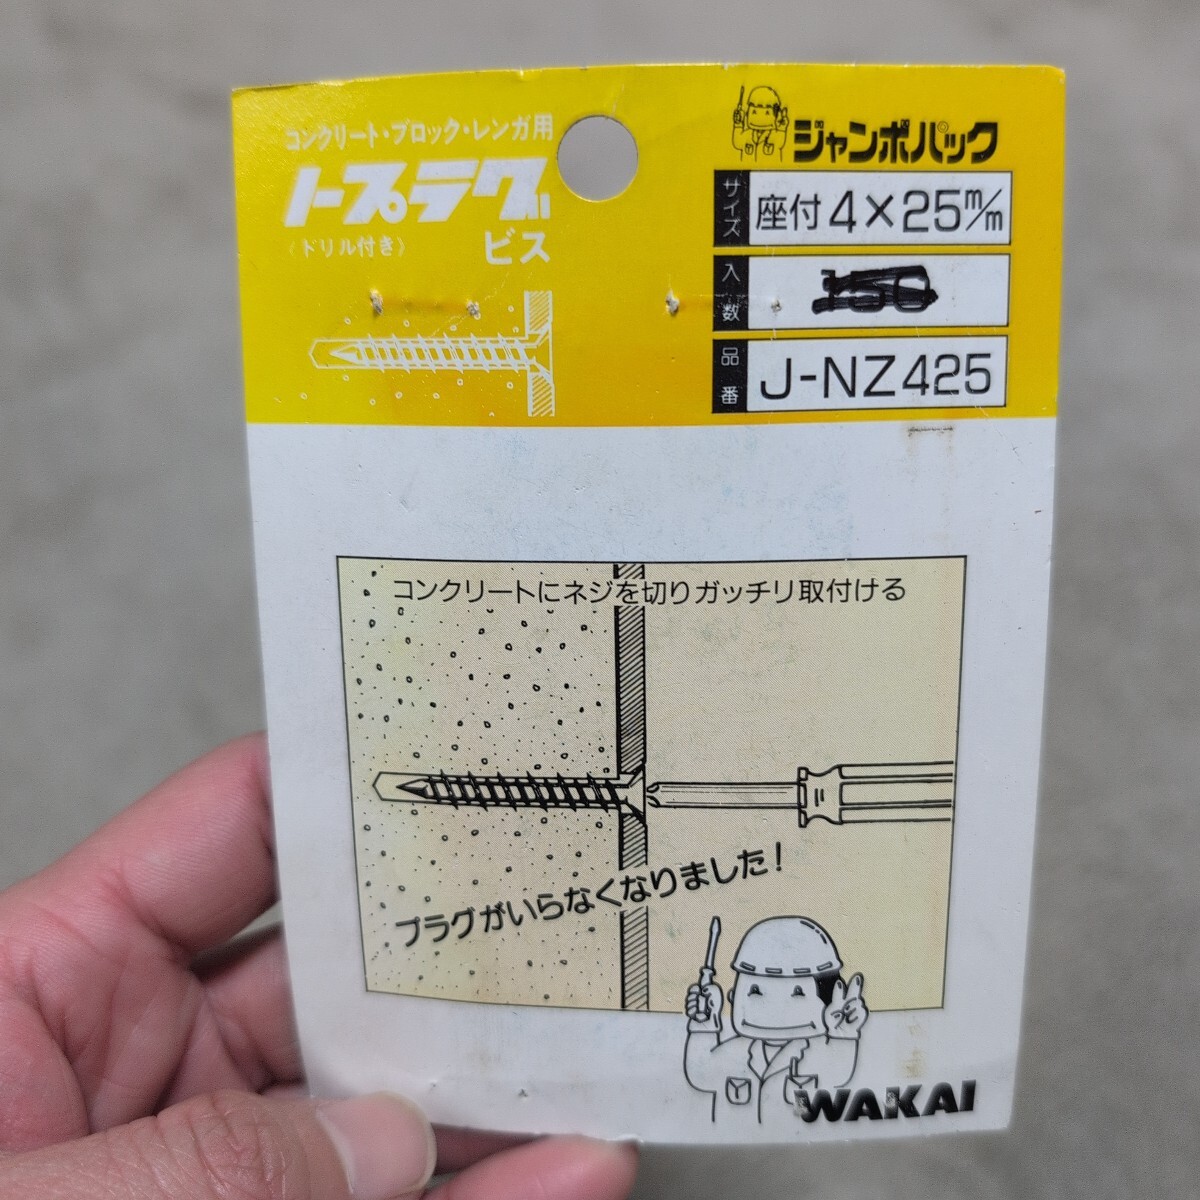 コンクリート・ブロック・レンガ用
ノープラグ
(ドリル付き)
ビス
ジャンボパック
サイズ
座付4×25m/m
入数
150
品番
J-NZ425
コンクリートにネジを切りガッチリ取付ける
プラグがいらなくなりました!
WAKAI